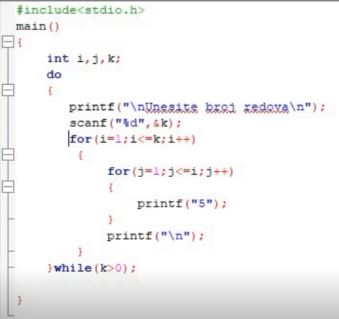 #include<stdio.h>
main()
{
int i,j,k;
do
{
printf("\nUnesite broj redova\n");
scanf("%d",&k);
for(i=1;i<=k;i++)
{
for(j=1;j<=i;j++)
{
printf("5");
}
printf("\n");
}
}while(k>0);
}